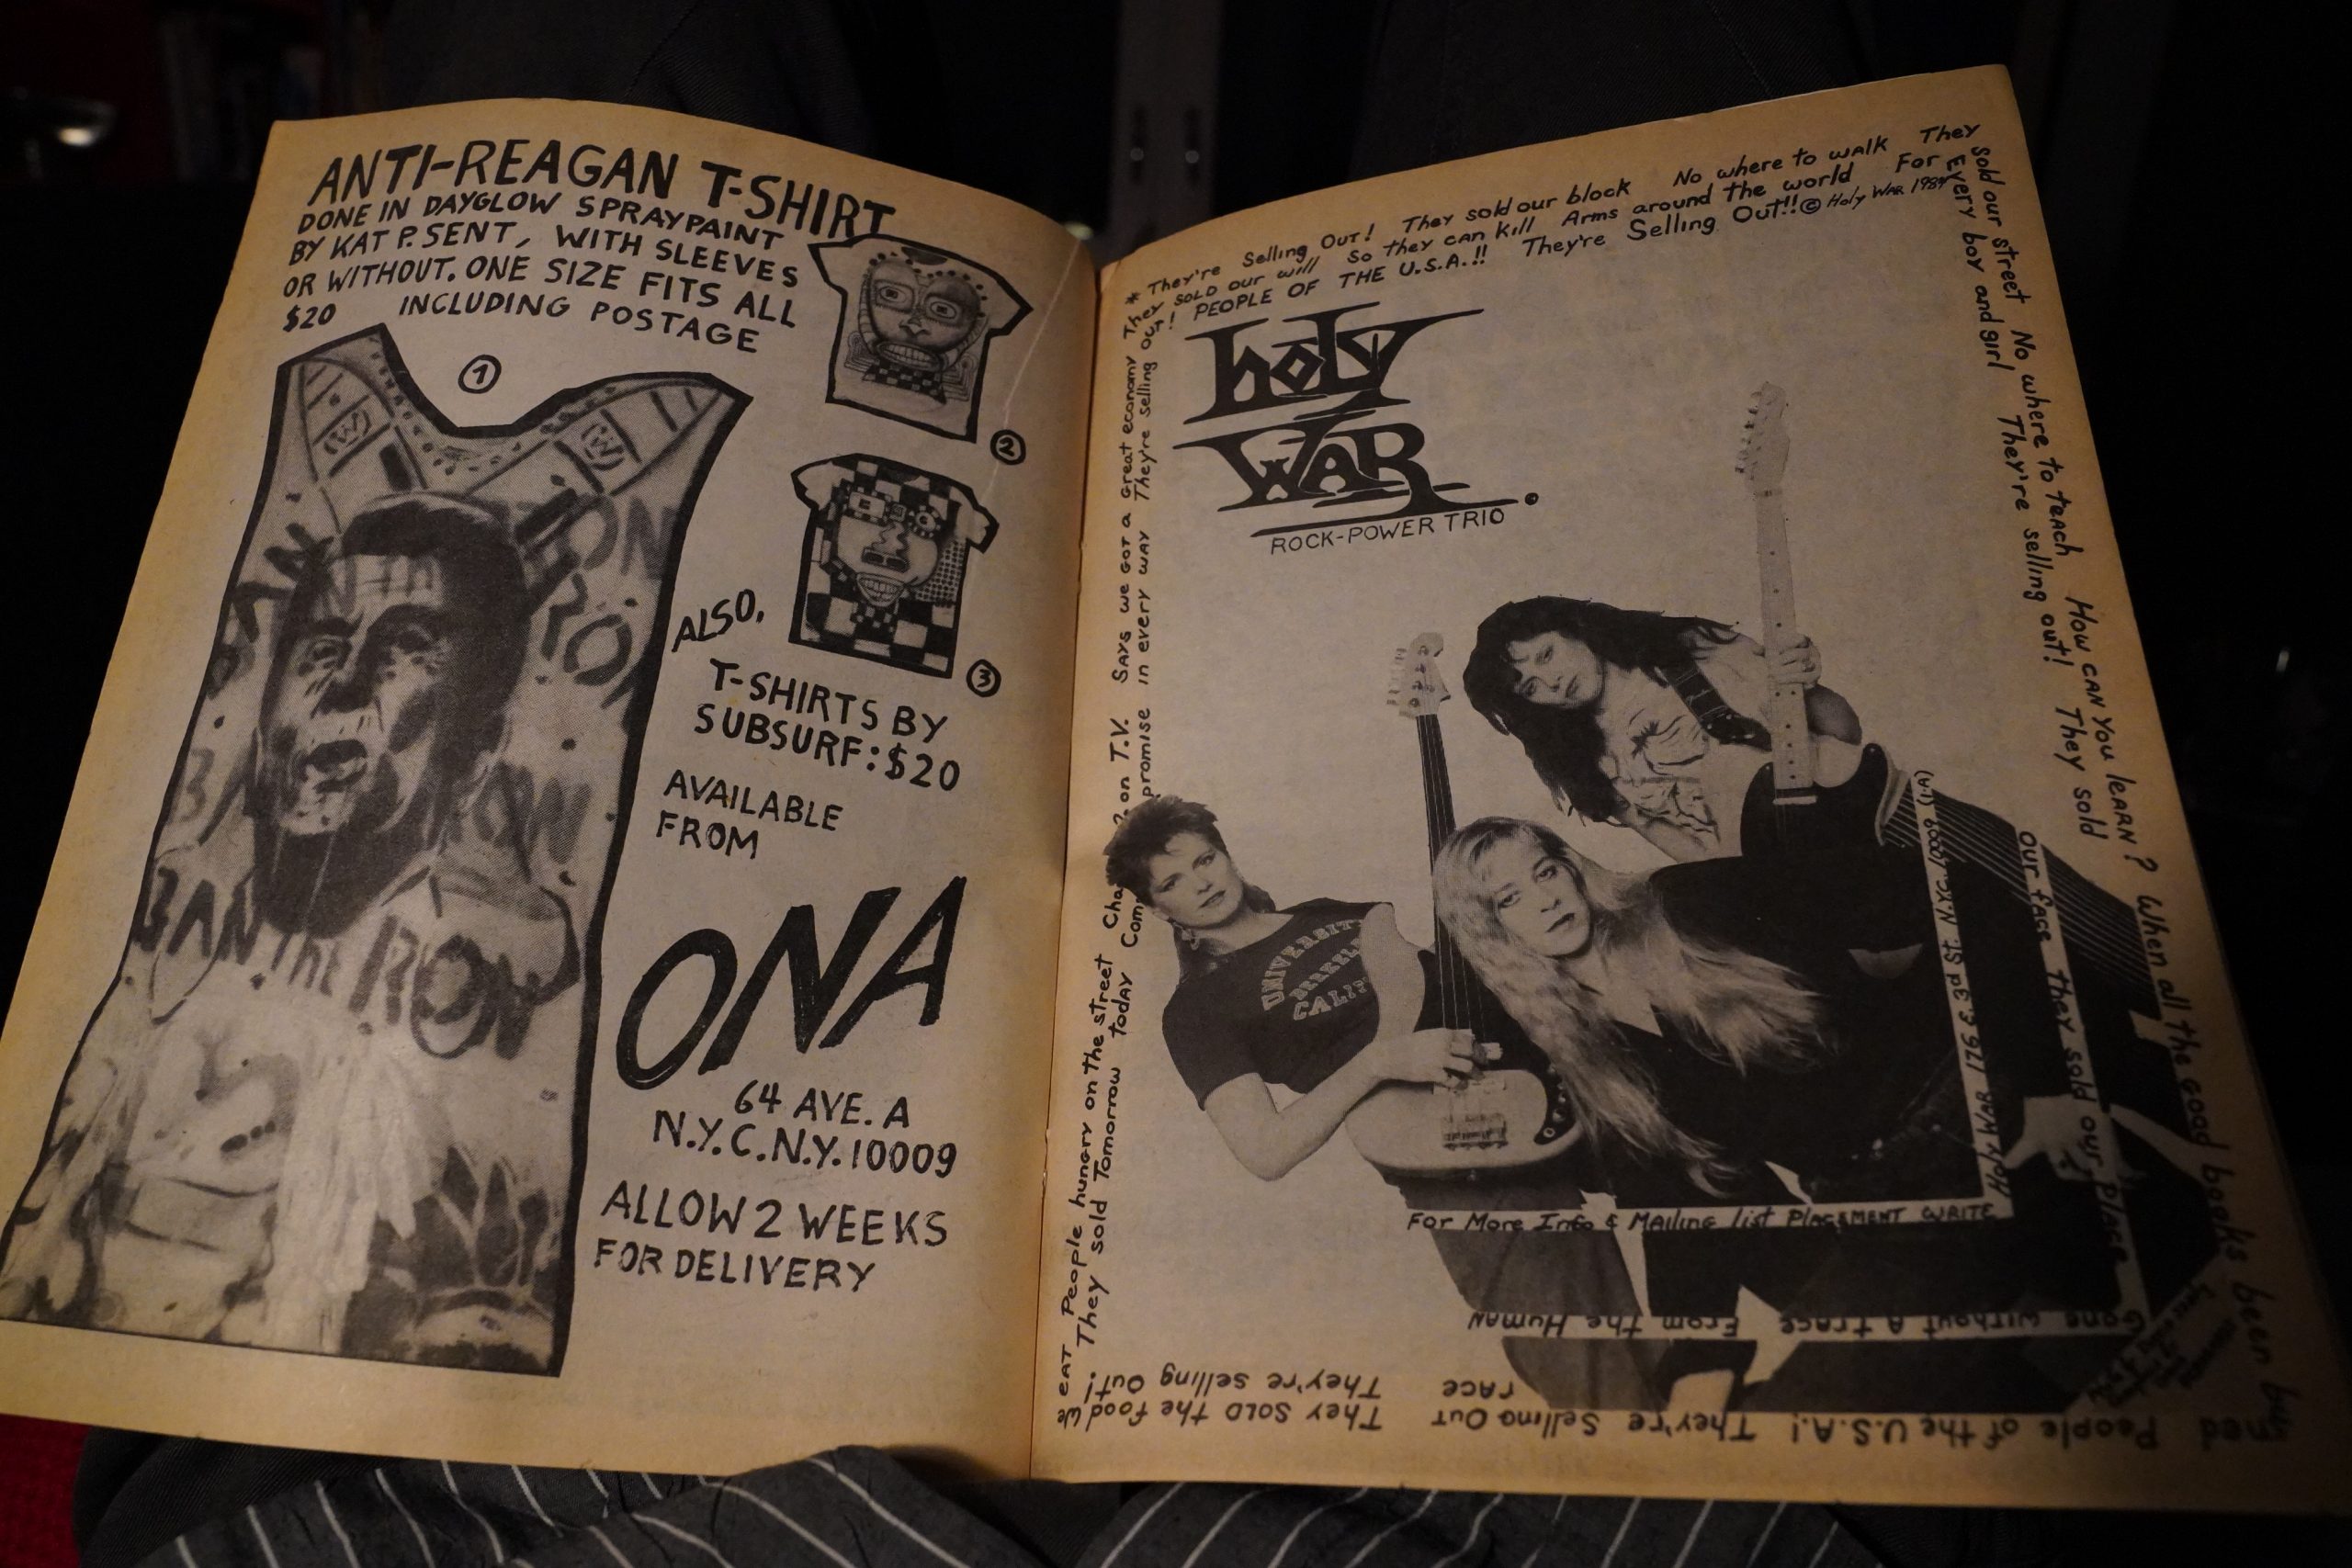 ANTI-REAGAN T-SHIRT
DONE IN DAYGLOW SPRAYPAINT
BY KAT P. SENT, WITH SLEEVES
OR WITHOUT. ONE SIZE FITS ALL
$20 INCLUDING POSTAGE
1
2
3
BAN THE RON
ALSO,
T-SHIRTS BY
SUBSURF: $20
AVAILABLE
FROM
ONA
64 AVE. A
N.Y.C. N.Y. 10009
ALLOW 2 WEEKS
FOR DELIVERY
* They're Selling Out! They sold our block No where to walk They
sold our street No where to teach How can you learn? When all the good books been
They sold our will So they can kill Arms around the world For
Every boy and girl They're selling out! They sold
our face They sold our place
Out! PEOPLE OF THE U.S.A.!! They're Selling Out!! © Holy War 1984
holy
WAR.
ROCK-POWER TRIO
UNIVERSIT
BERKELE
CALIF
on T.V. Says we got a great economy
promise in every way They're selling
We eat People hungry on the street
They sold Tomorrow today
For More Info & Mailing list Placement write
Holy War 176 E. 3rd St. N.Y.C. 10009 (1A)
Gone without A trace From the Human
race
They're selling Out!
People of the U.S.A.! They're Selling Out
They sold the food